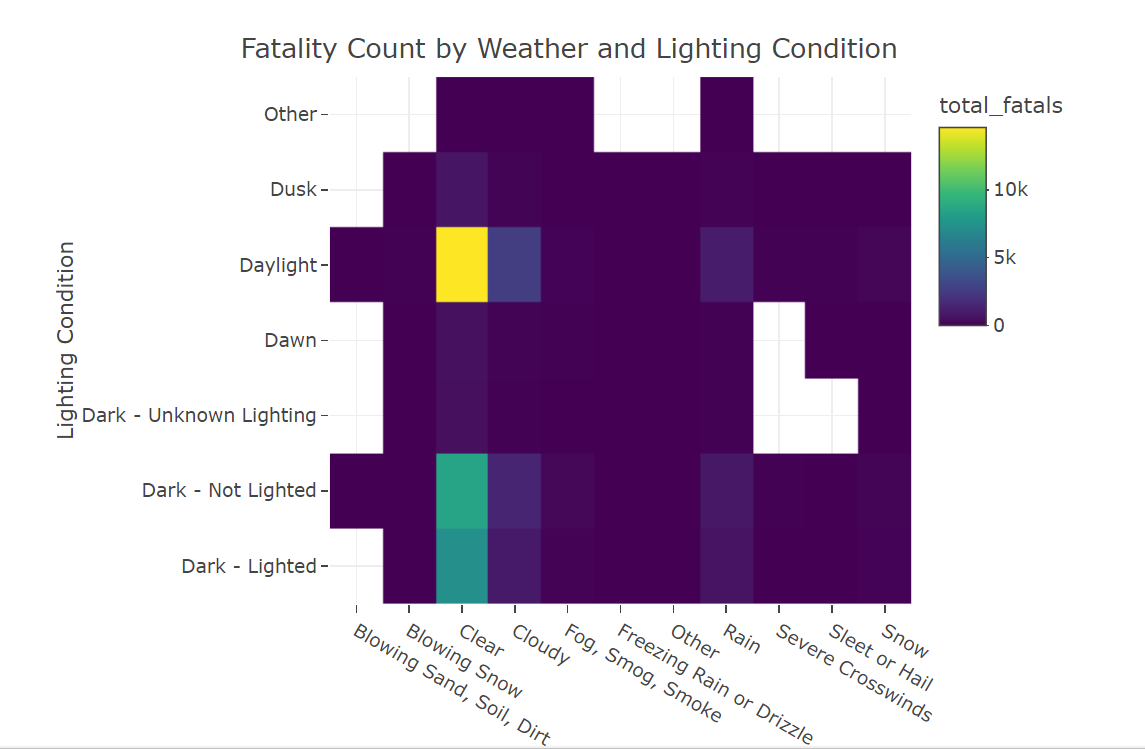 Fatality Count by Weather and Lighting Condition
total_fatals
10k
5k
0
Lighting Condition
Other
Dusk
Daylight
Dawn
Dark - Unknown Lighting
Dark - Not Lighted
Dark - Lighted
Blowing Sand, Soil, Dirt
Blowing Snow
Clear
Cloudy
Fog, Smog, Smoke
Freezing Rain or Drizzle
Other
Rain
Severe Crosswinds
Sleet or Hail
Snow